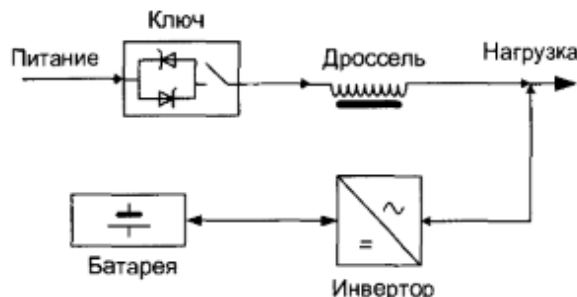 Ключ
Питание
Дроссель
Нагрузка
Батарея
Инвертор